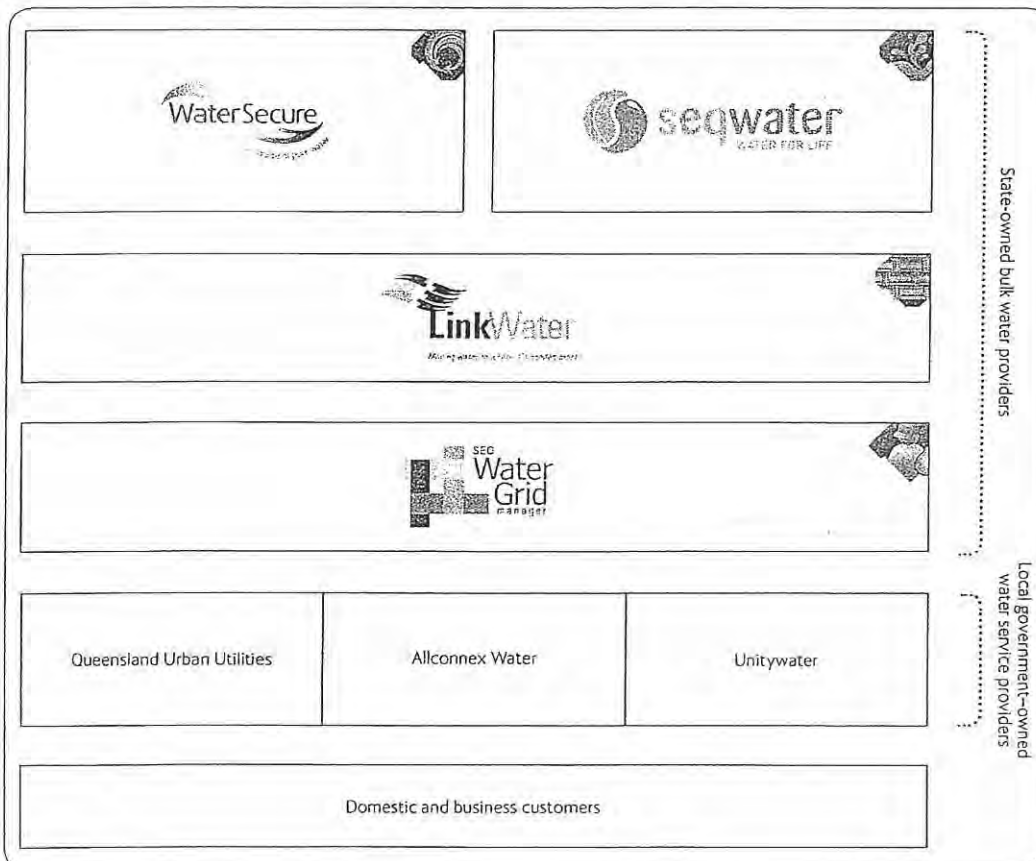 WaterSecure
seqwater
WATER FOR LIFE
LinkWater
SEQ
Water
Grid
manager
State-owned bulk water providers
Queensland Urban Utilities
Allconnex Water
Unitywater
Local government-owned
water service providers
Domestic and business customers